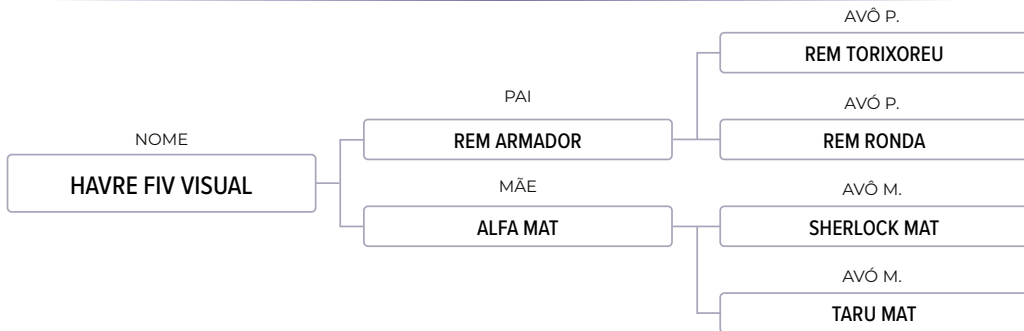 NOME
HAVRE FIV VISUAL
PAI
REM ARMADOR
MÃE
ALFA MAT
AVÔ P.
REM TORIXOREU
AVÓ P.
REM RONDA
AVÔ M.
SHERLOCK MAT
AVÓ M.
TARU MAT